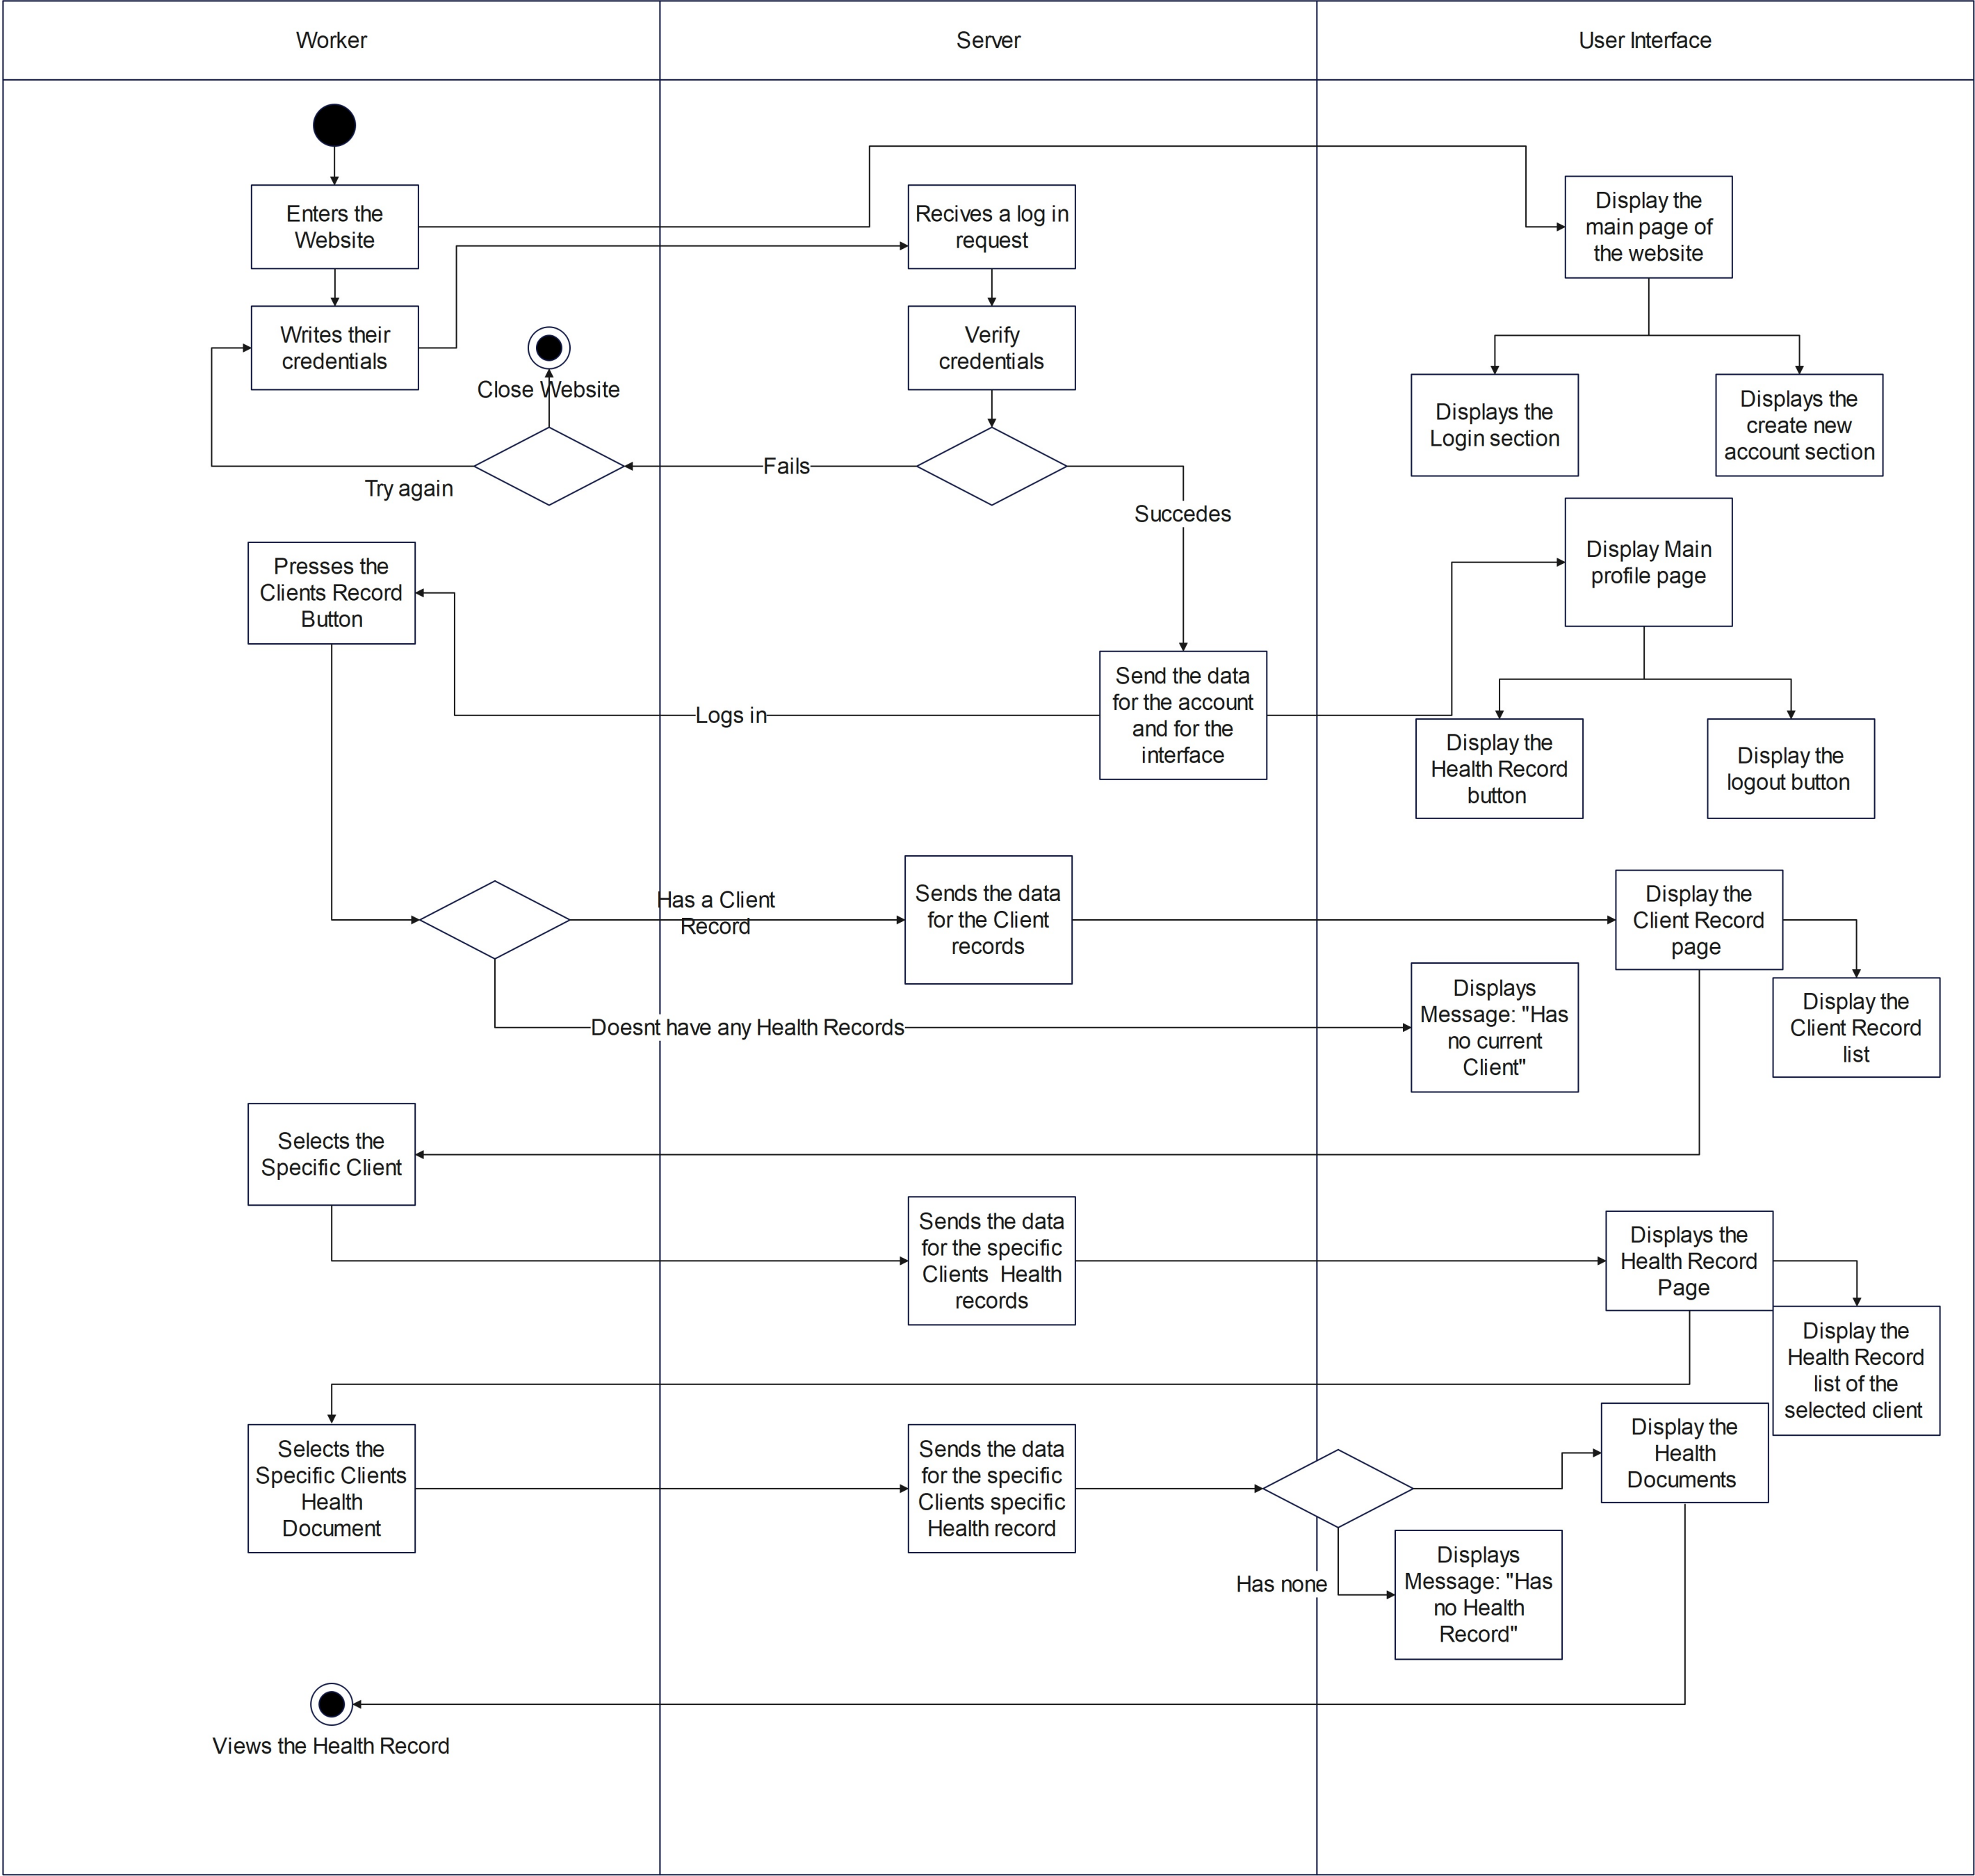 Worker
Server
User Interface
Enters the
Website
Recives a log in
request
Display the
main page of
the website
Writes their
credentials
Close Website
Verify
credentials
Displays the
Login section
Displays the
create new
account section
Try again
Fails
Succedes
Presses the
Clients Record
Button
Display Main
profile page
Logs in
Send the data
for the account
and for the
interface
Display the
Health Record
button
Display the
logout button
Has a Client
Record
Sends the data
for the Client
records
Display the
Client Record
page
Doesnt have any Health Records
Displays
Message: "Has
no current
Client"
Display the
Client Record
list
Selects the
Specific Client
Sends the data
for the specific
Clients  Health
records
Displays the
Health Record
Page
Display the
Health Record
list of the
selected client
Selects the
Specific Clients
Health
Document
Sends the data
for the specific
Clients specific
Health record
Display the
Health
Documents
Has none
Displays
Message: "Has
no Health
Record"
Views the Health Record